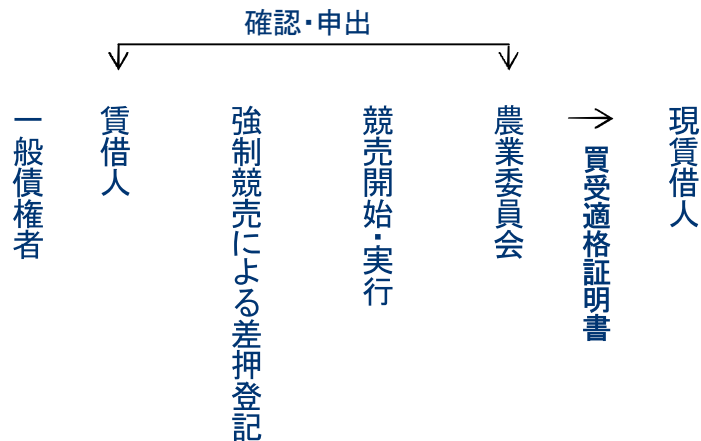 確認・申出
一般債権者
賃借人
強制競売による差押登記
競売開始・実行
農業委員会
買受適格証明書
現賃借人